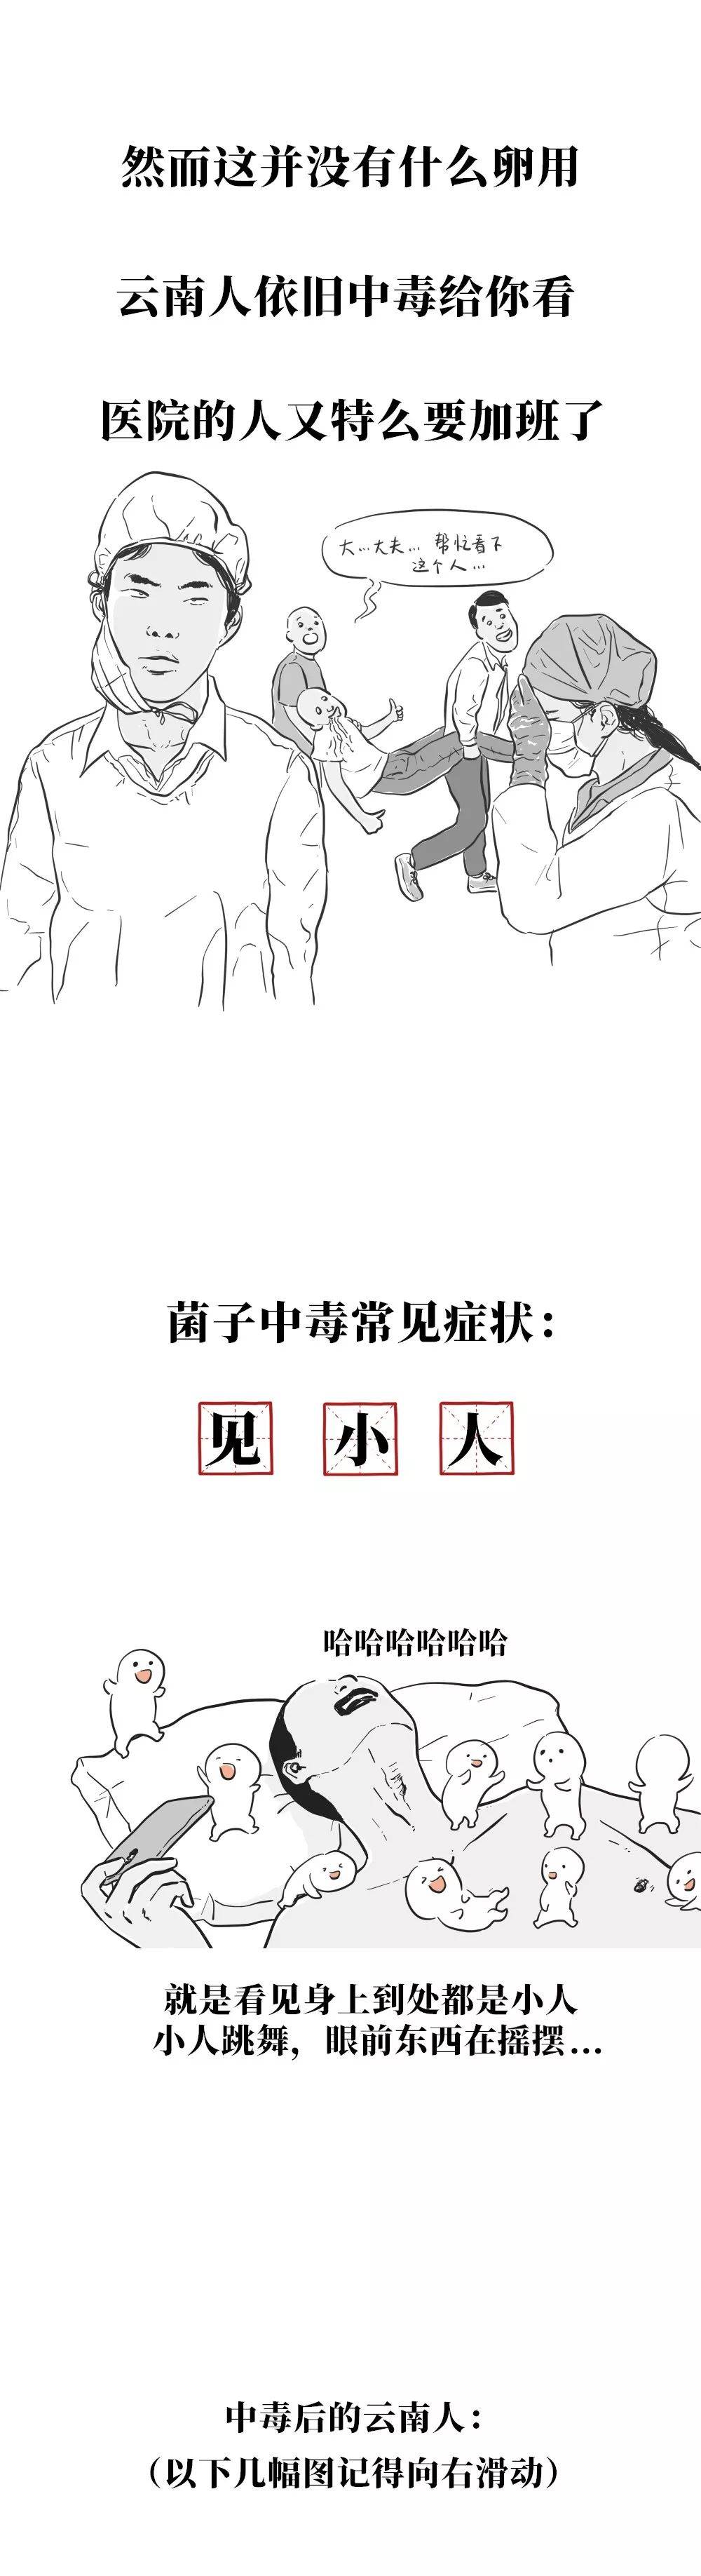 然而这并没有什么卵用
云南人依旧中毒给你看
医院的人又特么要加班了
大…大夫… 帮忙看下
这个人…
菌子中毒常见症状：
见小人
哈哈哈哈哈哈
就是看见身上到处都是小人
小人跳舞，眼前东西在摇摆…
中毒后的云南人：
（以下几幅图记得向右滑动）